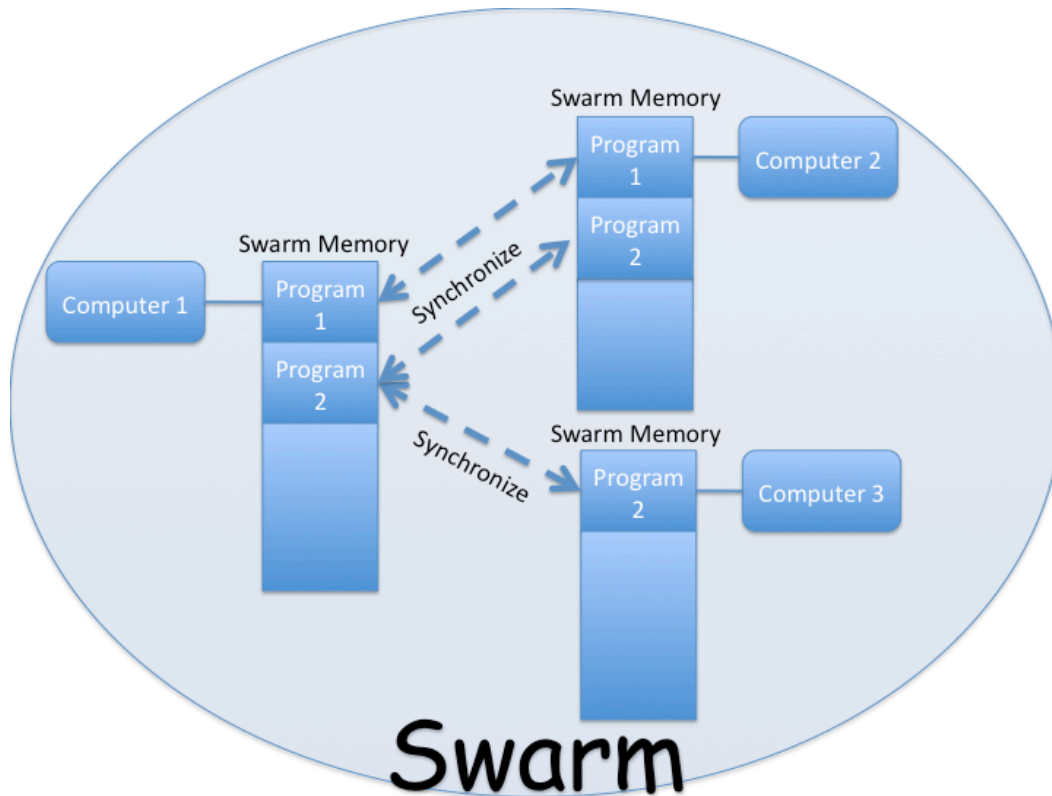 Swarm Memory
Program
1
Computer 2
Program
2
Synchronize
Swarm Memory
Computer 1
Program
1
Program
2
Synchronize
Swarm Memory
Program
2
Computer 3
Swarm